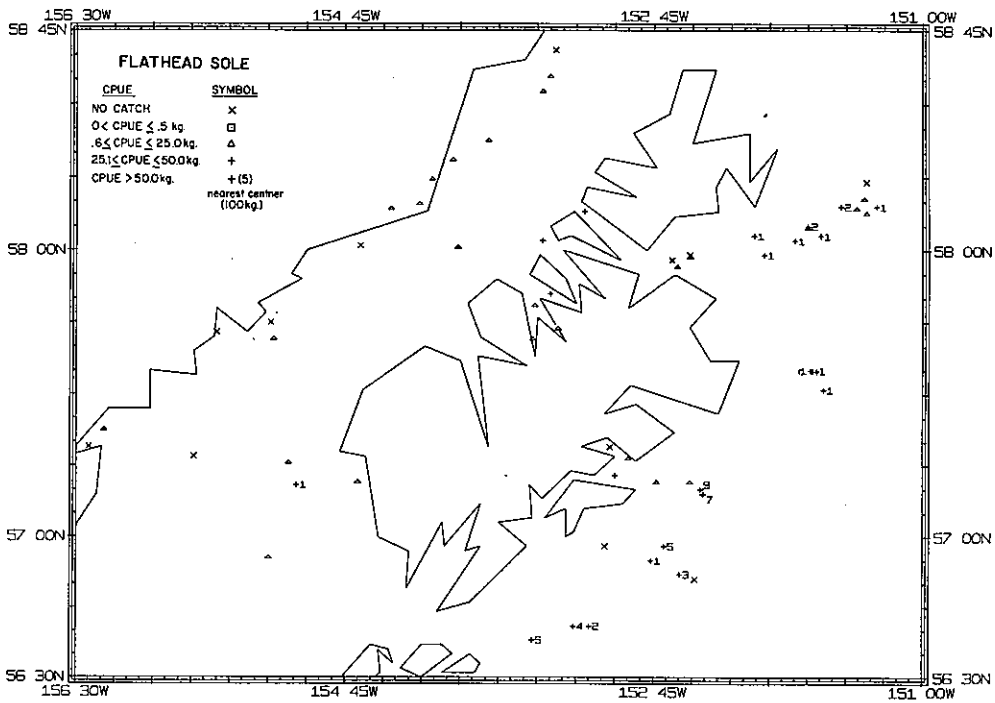 156 30W 154 45W 152 45W 151 00W
58 45N 58 45N
FLATHEAD SOLE
CPUE SYMBOL
NO CATCH x
0< CPUE ≤ .5 kg. □
.6≤ CPUE ≤ 25.0kg. △
25.1≤CPUE ≤50.0kg. +
CPUE > 50.0kg. +(5)
nearest centner
(100kg.)
+2 +1
2
+1 +1 +1
+1
58 00N 58 00N
+1
+1
+1
9
7
57 00N 57 00N
+5
+1
+3
+4 +2
+5
56 30N 56 30N
156 30W 154 45W 152 45W 151 00W